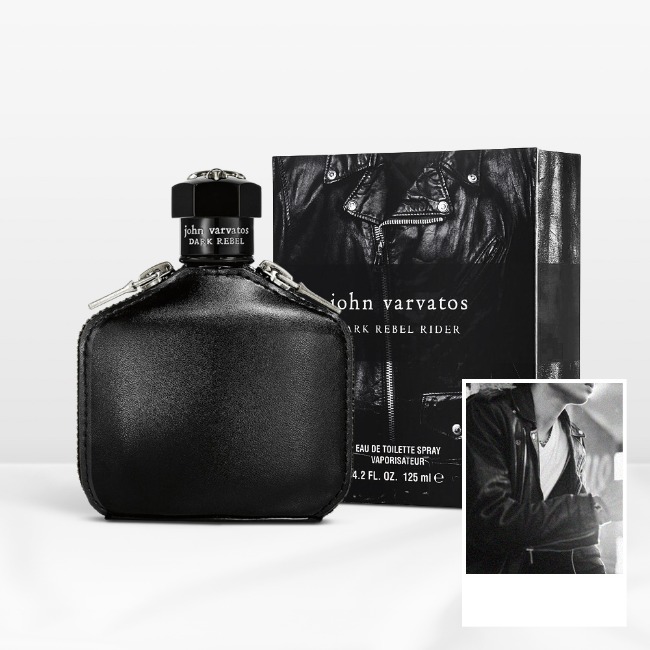 john varvatos
DARK REBEL
john varvatos
DARK REBEL RIDER
EAU DE TOILETTE SPRAY
VAPORISATEUR
4.2 FL. OZ. 125 ml ℮